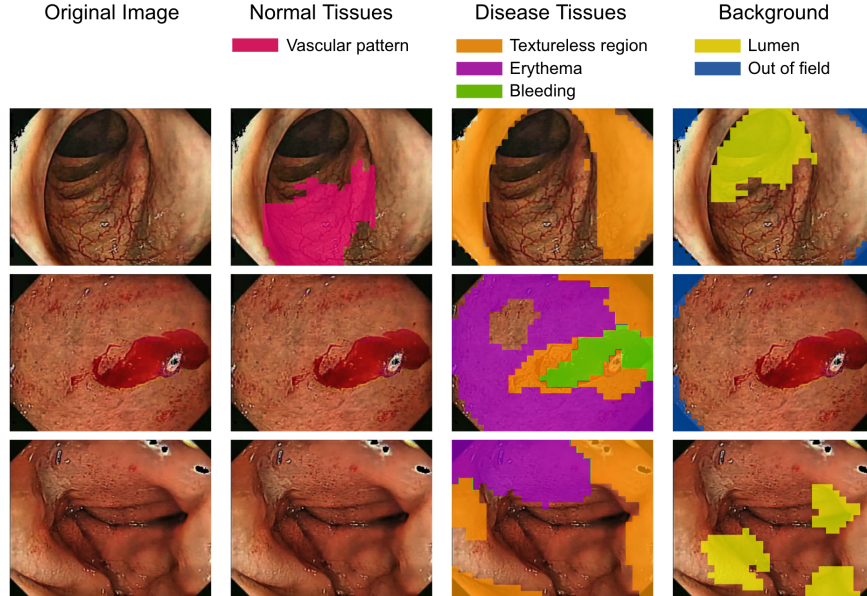 Original Image
Normal Tissues
Disease Tissues
Background
Vascular pattern
Textureless region
Erythema
Bleeding
Lumen
Out of field